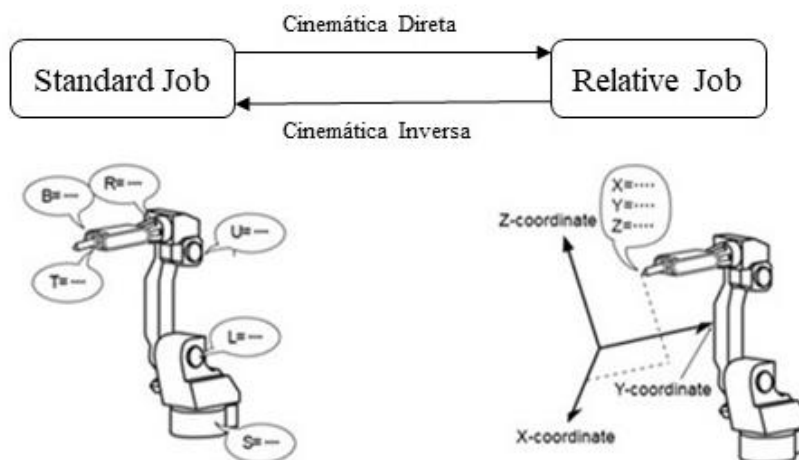 Cinemática Direta
Standard Job
Relative Job
Cinemática Inversa
B= ---
R= ---
U= ---
T= ---
L= ---
S= ---
X=····
Y=····
Z=····
Z-coordinate
Y-coordinate
X-coordinate